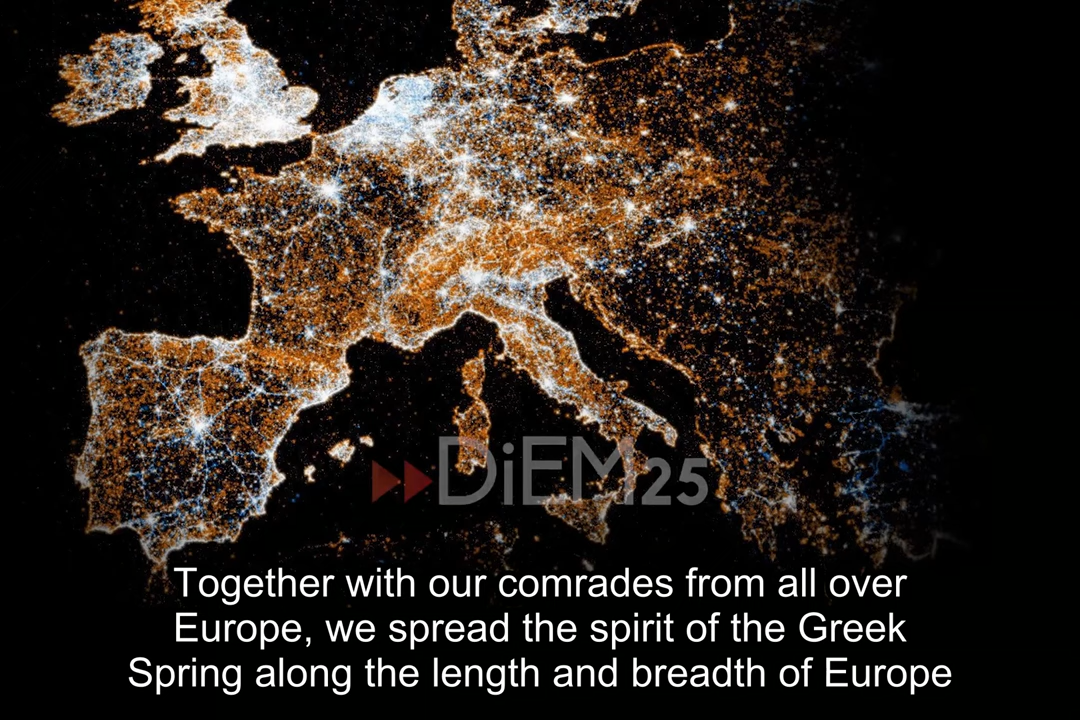 DiEM25
Together with our comrades from all over
Europe, we spread the spirit of the Greek
Spring along the length and breadth of Europe